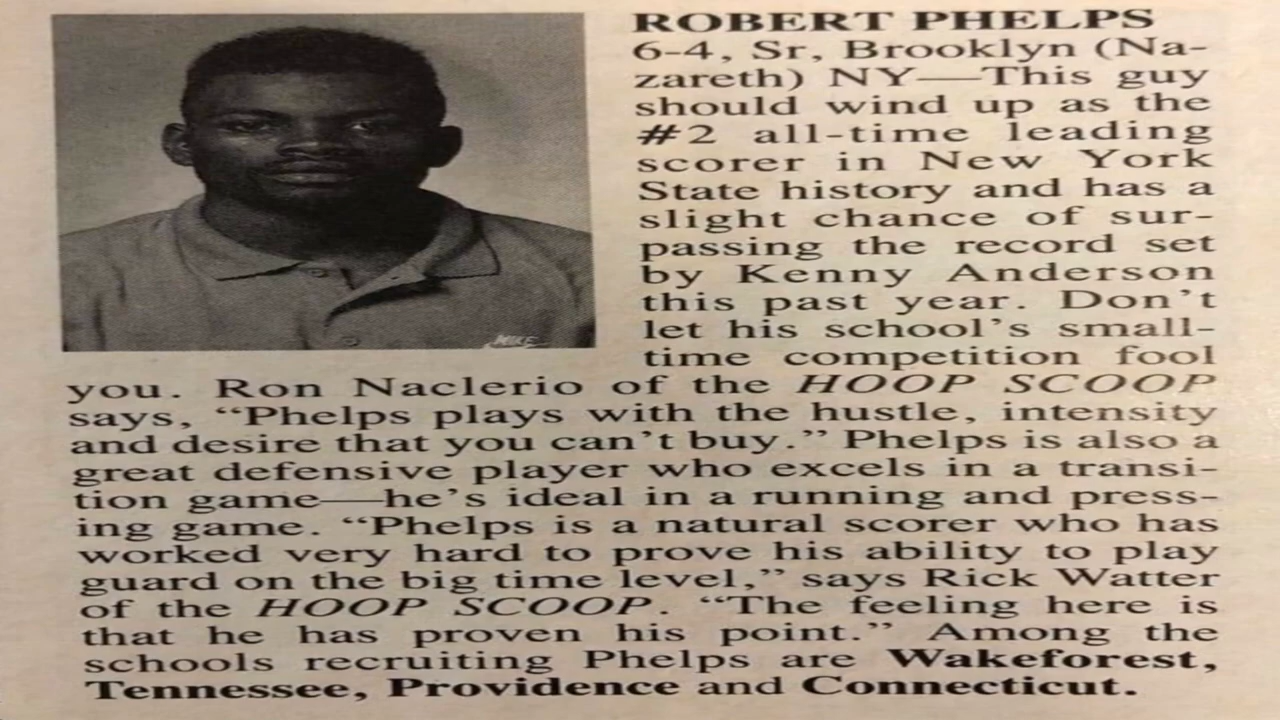 ROBERT PHELPS
6-4, Sr, Brooklyn (Na-
zareth) NY—This guy
should wind up as the
#2 all-time leading
scorer in New York
State history and has a
slight chance of sur-
passing the record set
by Kenny Anderson
this past year. Don't
let his school's small-
time competition fool
you. Ron Naclerio of the HOOP SCOOP
says, “Phelps plays with the hustle, intensity
and desire that you can't buy.” Phelps is also a
great defensive player who excels in a transi-
tion game—he's ideal in a running and press-
ing game. “Phelps is a natural scorer who has
worked very hard to prove his ability to play
guard on the big time level,” says Rick Watter
of the HOOP SCOOP. “The feeling here is
that he has proven his point.” Among the
schools recruiting Phelps are Wakeforest,
Tennessee, Providence and Connecticut.